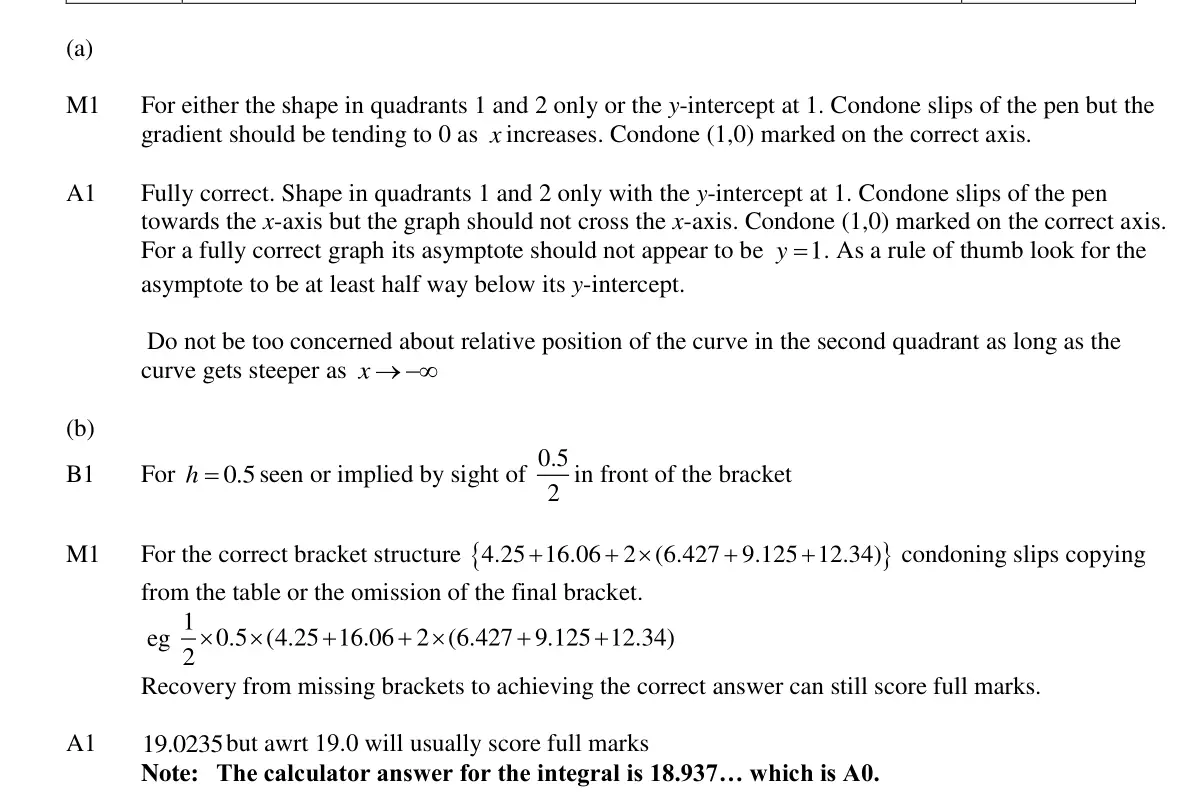 (a)
M1 For either the shape in quadrants 1 and 2 only or the y-intercept at 1. Condone slips of the pen but the
gradient should be tending to 0 as x increases. Condone (1,0) marked on the correct axis.
A1 Fully correct. Shape in quadrants 1 and 2 only with the y-intercept at 1. Condone slips of the pen
towards the x-axis but the graph should not cross the x-axis. Condone (1,0) marked on the correct axis.
For a fully correct graph its asymptote should not appear to be y = 1. As a rule of thumb look for the
asymptote to be at least half way below its y-intercept.
Do not be too concerned about relative position of the curve in the second quadrant as long as the
curve gets steeper as x → −∞
(b)
B1 For h = 0.5 seen or implied by sight of 0.5/2 in front of the bracket
M1 For the correct bracket structure {4.25+16.06+2×(6.427+9.125+12.34)} condoning slips copying
from the table or the omission of the final bracket.
eg 1/2×0.5×(4.25+16.06+2×(6.427+9.125+12.34)
Recovery from missing brackets to achieving the correct answer can still score full marks.
A1 19.0235 but awrt 19.0 will usually score full marks
Note: The calculator answer for the integral is 18.937… which is A0.